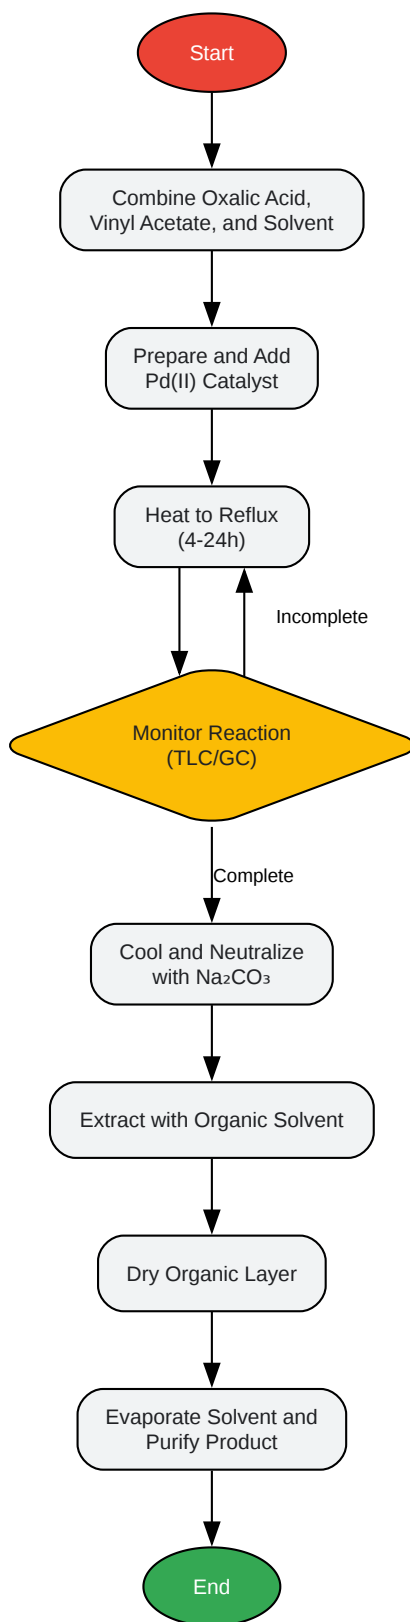 Start
Combine Oxalic Acid,
Vinyl Acetate, and Solvent
Prepare and Add
Pd(II) Catalyst
Heat to Reflux
(4-24h)
Incomplete
Monitor Reaction
(TLC/GC)
Complete
Cool and Neutralize
with Na₂CO₃
Extract with Organic Solvent
Dry Organic Layer
Evaporate Solvent and
Purify Product
End